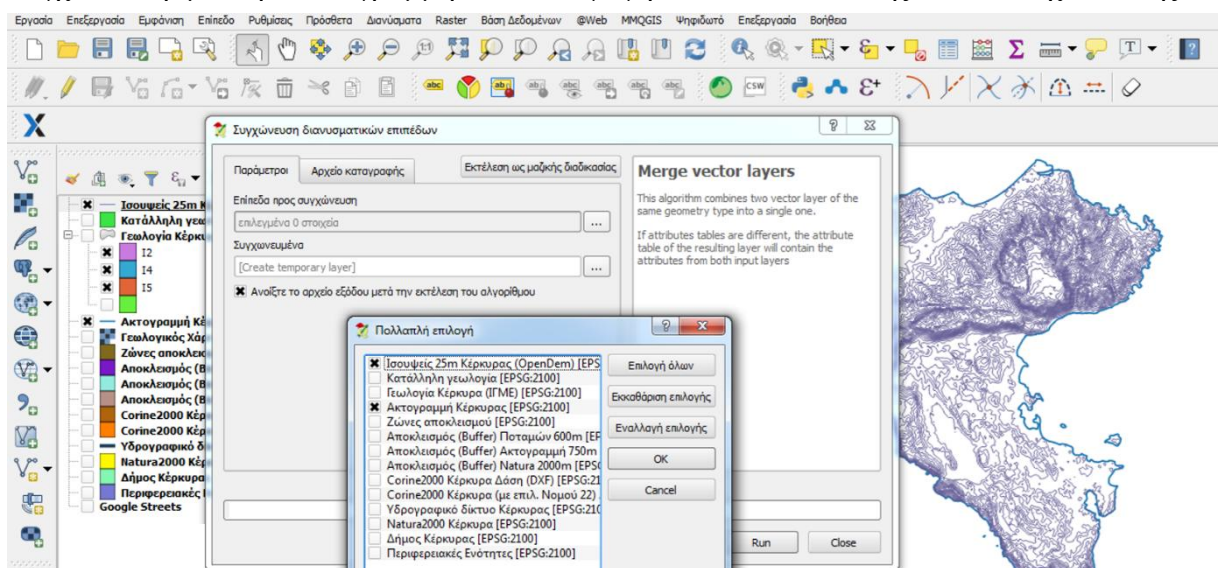 Εργασία Επεξεργασία Εμφάνιση Επίπεδο Ρυθμίσεις Πρόσθετα Διανύσματα Raster Βάση Δεδομένων @Web MMQGIS Ψηφιδωτό Επεξεργασία Βοήθεια
Συγχώνευση διανυσματικών επιπέδων
Παράμετροι Αρχείο καταγραφής Εκτέλεση ως μαζικής διαδικασίας
Επίπεδα προς συγχώνευση
επιλεγμένα 0 στοιχεία ...
Συγχωνευμένα
[Create temporary layer] ...
Ανοίξτε το αρχείο εξόδου μετά την εκτέλεση του αλγορίθμου
Merge vector layers
This algorithm combines two vector layer of the
same geometry type into a single one.
If attributes tables are different, the attribute
table of the resulting layer will contain the
attributes from both input layers
Ισουψείς 25m Κ
Κατάλληλη γεω
Γεωλογία Κέρκυ
I2
I4
I5
Ακτογραμμή Κέ
Γεωλογικός Χάρ
Ζώνες αποκλεισ
Αποκλεισμός (B
Αποκλεισμός (B
Αποκλεισμός (B
Corine2000 Κέρ
Corine2000 Κέρ
Υδρογραφικό δ
Natura2000 Κέρ
Δήμος Κέρκυρα
Περιφερειακές
Google Streets
Πολλαπλή επιλογή
Ισουψείς 25m Κέρκυρας (OpenDem) [EPS
Κατάλληλη γεωλογία [EPSG:2100]
Γεωλογία Κέρκυρα (ΙΓΜΕ) [EPSG:2100]
Ακτογραμμή Κέρκυρας [EPSG:2100]
Ζώνες αποκλεισμού [EPSG:2100]
Αποκλεισμός (Buffer) Ποταμών 600m [EP
Αποκλεισμός (Buffer) Ακτογραμμή 750m
Αποκλεισμός (Buffer) Natura 2000m [EPS
Corine2000 Κέρκυρα Δάση (DXF) [EPSG:21
Corine2000 Κέρκυρα (με επιλ. Νομού 22)
Υδρογραφικό δίκτυο Κέρκυρας [EPSG:210
Natura2000 Κέρκυρα [EPSG:2100]
Δήμος Κέρκυρας [EPSG:2100]
Περιφερειακές Ενότητες [EPSG:2100]
Επιλογή όλων
Εκκαθάριση επιλογής
Εναλλαγή επιλογής
OK
Cancel
Run Close